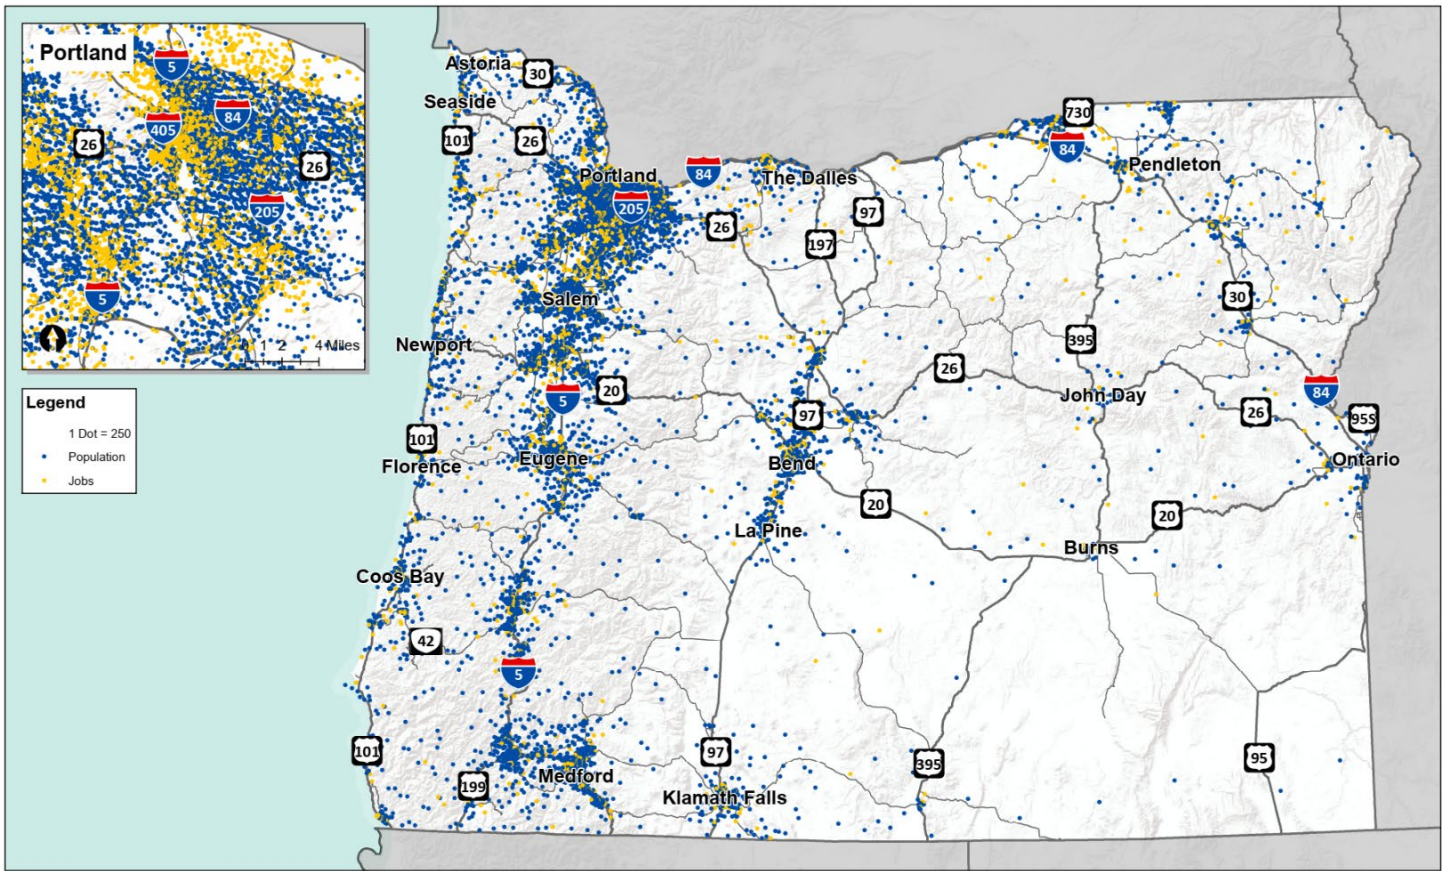 Portland
5
405
84
26
26
205
5
0 1 2 4 Miles
Legend
1 Dot = 250
Population
Jobs
Astoria
30
Seaside
101
26
Portland
205
84
The Dalles
730
84
Pendleton
26
97
197
Salem
30
Newport
395
26
20
5
John Day
84
26
95S
97
101
Florence
Eugene
Bend
Ontario
20
20
La Pine
Burns
Coos Bay
42
5
101
97
395
95
199
Medford
Klamath Falls